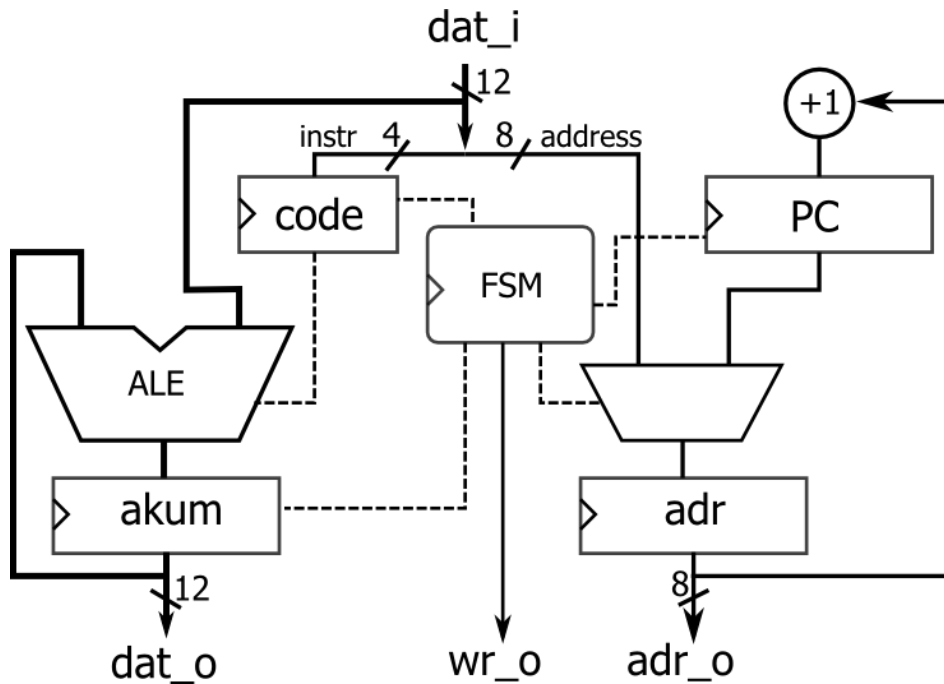 dat_i
12
+1
instr
4
8
address
code
PC
FSM
ALE
akum
adr
12
8
dat_o
wr_o
adr_o